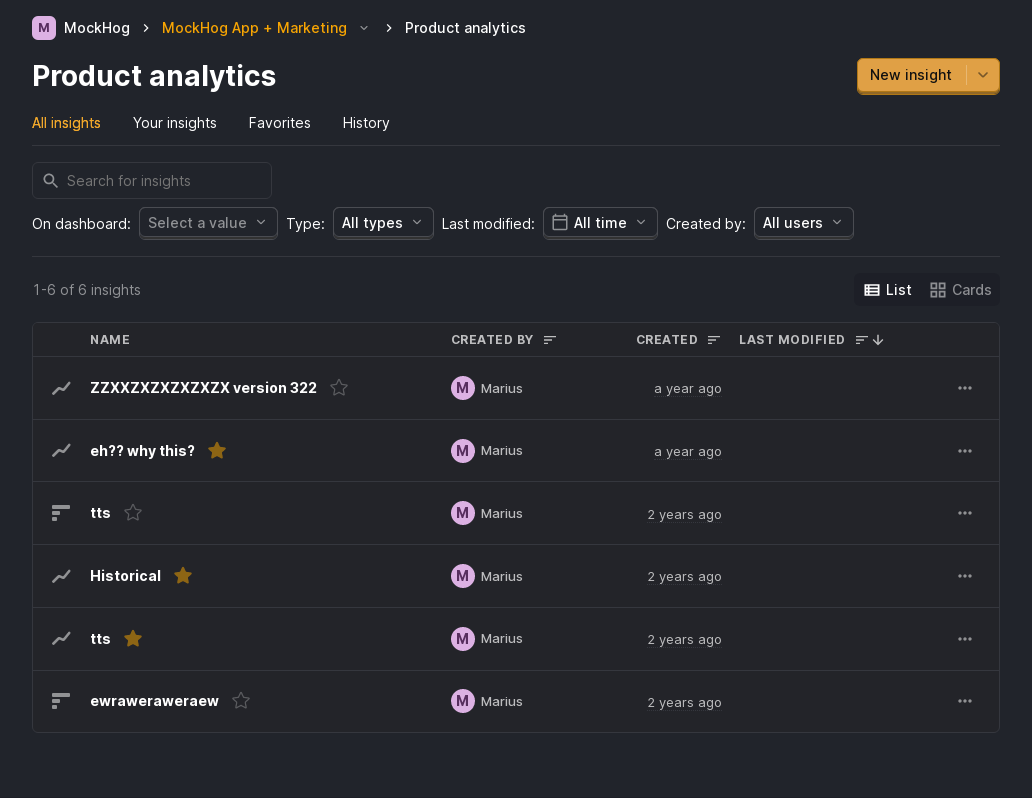 M MockHog MockHog App + Marketing Product analytics
Product analytics
New insight
All insights Your insights Favorites History
Search for insights
On dashboard: Select a value Type: All types Last modified: All time Created by: All users
1-6 of 6 insights List Cards
NAME CREATED BY CREATED LAST MODIFIED
ZZXXZXZXZXZXZX version 322 M Marius a year ago
eh?? why this? M Marius a year ago
tts M Marius 2 years ago
Historical M Marius 2 years ago
tts M Marius 2 years ago
ewraweraweraew M Marius 2 years ago